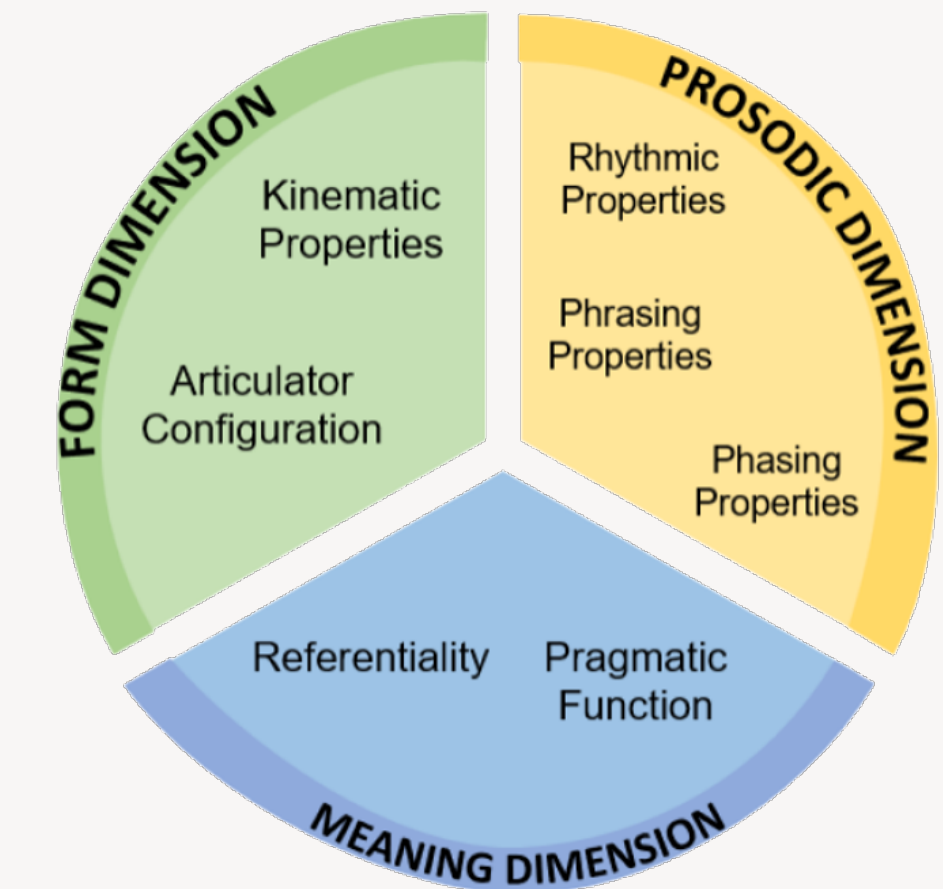 FORM DIMENSION
Kinematic
Properties
Articulator
Configuration
PROSODIC DIMENSION
Rhythmic
Properties
Phrasing
Properties
Phasing
Properties
Referentiality
Pragmatic
Function
MEANING DIMENSION